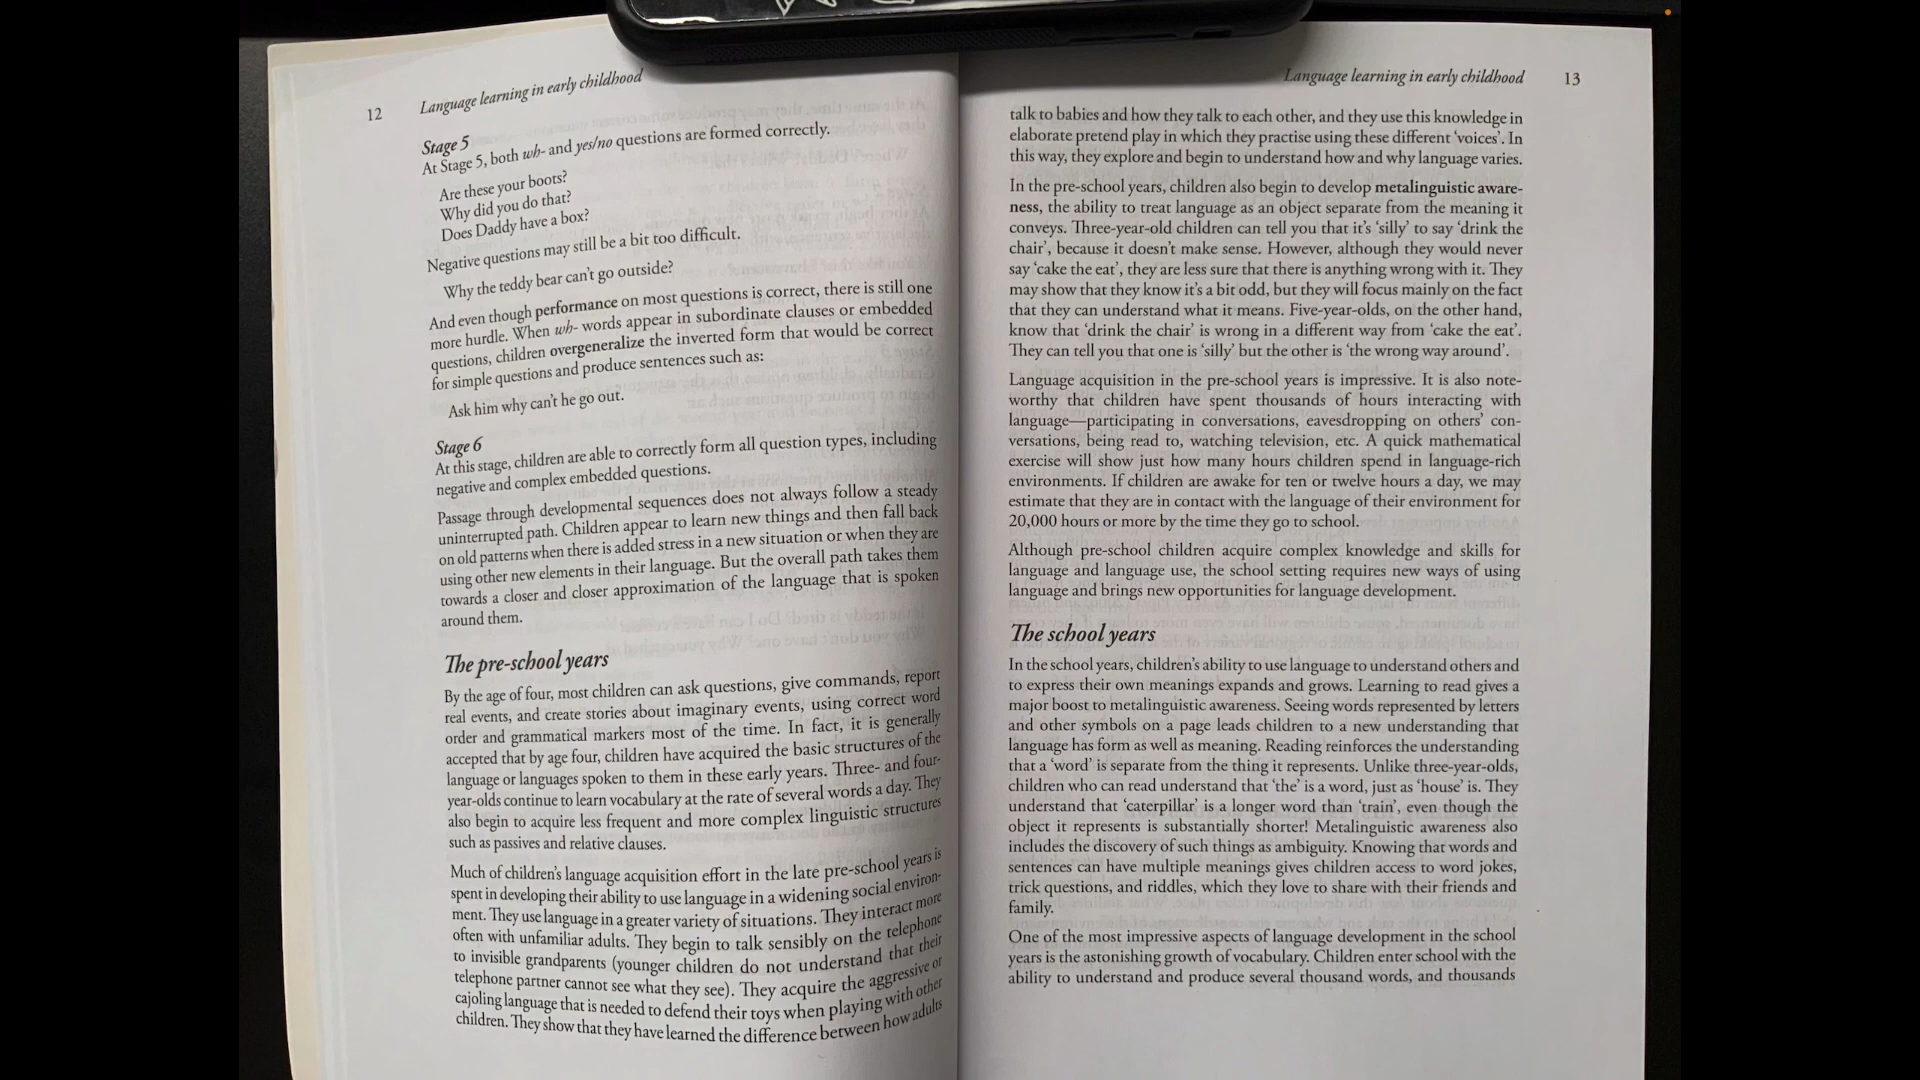 12 Language learning in early childhood
Stage 5
At Stage 5, both wh- and yes/no questions are formed correctly.
Are these your boots?
Why did you do that?
Does Daddy have a box?
Negative questions may still be a bit too difficult.
Why the teddy bear can't go outside?
And even though performance on most questions is correct, there is still one
more hurdle. When wh- words appear in subordinate clauses or embedded
questions, children overgeneralize the inverted form that would be correct
for simple questions and produce sentences such as:
Ask him why can't he go out.
Stage 6
At this stage, children are able to correctly form all question types, including
negative and complex embedded questions.
Passage through developmental sequences does not always follow a steady
uninterrupted path. Children appear to learn new things and then fall back
on old patterns when there is added stress in a new situation or when they are
using other new elements in their language. But the overall path takes them
towards a closer and closer approximation of the language that is spoken
around them.
The pre-school years
By the age of four, most children can ask questions, give commands, report
real events, and create stories about imaginary events, using correct word
order and grammatical markers most of the time. In fact, it is generally
accepted that by age four, children have acquired the basic structures of the
language or languages spoken to them in these early years. Three- and four-
year-olds continue to learn vocabulary at the rate of several words a day. They
also begin to acquire less frequent and more complex linguistic structures
such as passives and relative clauses.
Much of children's language acquisition effort in the late pre-school years is
spent in developing their ability to use language in a widening social environ-
ment. They use language in a greater variety of situations. They interact more
often with unfamiliar adults. They begin to talk sensibly on the telephone
to invisible grandparents (younger children do not understand that their
telephone partner cannot see what they see). They acquire the aggressive or
cajoling language that is needed to defend their toys when playing with other
children. They show that they have learned the difference between how adults
Language learning in early childhood 13
talk to babies and how they talk to each other, and they use this knowledge in
elaborate pretend play in which they practise using these different 'voices'. In
this way, they explore and begin to understand how and why language varies.
In the pre-school years, children also begin to develop metalinguistic aware-
ness, the ability to treat language as an object separate from the meaning it
conveys. Three-year-old children can tell you that it's 'silly' to say 'drink the
chair', because it doesn't make sense. However, although they would never
say 'cake the eat', they are less sure that there is anything wrong with it. They
may show that they know it's a bit odd, but they will focus mainly on the fact
that they can understand what it means. Five-year-olds, on the other hand,
know that 'drink the chair' is wrong in a different way from 'cake the eat'.
They can tell you that one is 'silly' but the other is 'the wrong way around'.
Language acquisition in the pre-school years is impressive. It is also note-
worthy that children have spent thousands of hours interacting with
language—participating in conversations, eavesdropping on others' con-
versations, being read to, watching television, etc. A quick mathematical
exercise will show just how many hours children spend in language-rich
environments. If children are awake for ten or twelve hours a day, we may
estimate that they are in contact with the language of their environment for
20,000 hours or more by the time they go to school.
Although pre-school children acquire complex knowledge and skills for
language and language use, the school setting requires new ways of using
language and brings new opportunities for language development.
The school years
In the school years, children's ability to use language to understand others and
to express their own meanings expands and grows. Learning to read gives a
major boost to metalinguistic awareness. Seeing words represented by letters
and other symbols on a page leads children to a new understanding that
language has form as well as meaning. Reading reinforces the understanding
that a 'word' is separate from the thing it represents. Unlike three-year-olds,
children who can read understand that 'the' is a word, just as 'house' is. They
understand that 'caterpillar' is a longer word than 'train', even though the
object it represents is substantially shorter! Metalinguistic awareness also
includes the discovery of such things as ambiguity. Knowing that words and
sentences can have multiple meanings gives children access to word jokes,
trick questions, and riddles, which they love to share with their friends and
family.
One of the most impressive aspects of language development in the school
years is the astonishing growth of vocabulary. Children enter school with the
ability to understand and produce several thousand words, and thousands